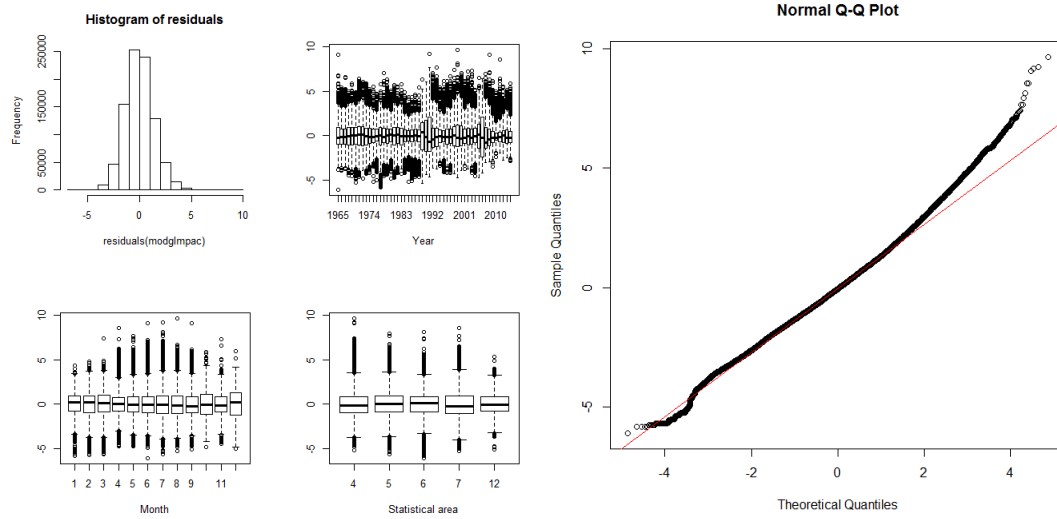 Histogram of residuals
Frequency
0 50000 150000 250000
-5 0 5 10
residuals(modglmpac)
-5 0 5 10
1965 1974 1983 1992 2001 2010
Year
-5 0 5 10
1 2 3 4 5 6 7 8 9 11
Month
-5 0 5 10
4 5 6 7 12
Statistical area
Normal Q-Q Plot
Sample Quantiles
-5 0 5 10
-4 -2 0 2 4
Theoretical Quantiles